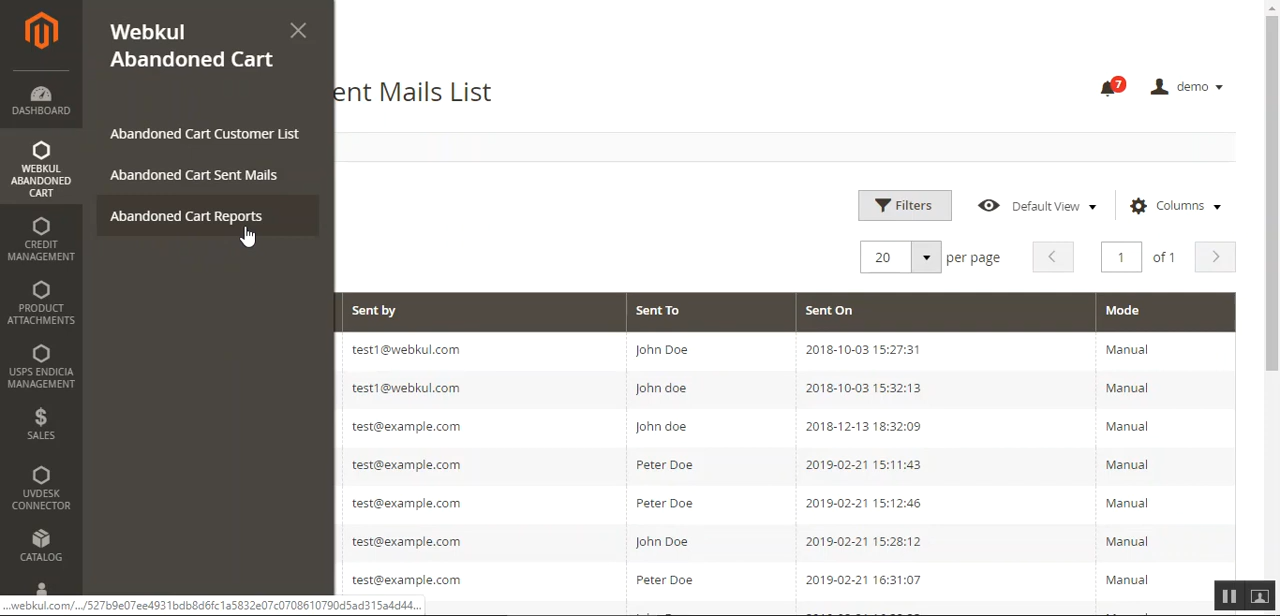 Webkul
Abandoned Cart
Abandoned Cart Customer List
Abandoned Cart Sent Mails
Abandoned Cart Reports
DASHBOARD
WEBKUL
ABANDONED
CART
CREDIT
MANAGEMENT
PRODUCT
ATTACHMENTS
USPS ENDICIA
MANAGEMENT
$
SALES
UVDESK
CONNECTOR
CATALOG
ent Mails List
7
demo
Filters
Default View
Columns
20 per page
1 of 1
Sent by Sent To Sent On Mode
test1@webkul.com John Doe 2018-10-03 15:27:31 Manual
test1@webkul.com John doe 2018-10-03 15:32:13 Manual
test@example.com John doe 2018-12-13 18:32:09 Manual
test@example.com Peter Doe 2019-02-21 15:11:43 Manual
test@example.com Peter Doe 2019-02-21 15:12:46 Manual
test@example.com John Doe 2019-02-21 15:28:12 Manual
test@example.com Peter Doe 2019-02-21 16:31:07 Manual
...webkul.com/.../527b9e07ee4931bdb8d6fc1a5832e07c0708610790d5ad315a4d44...